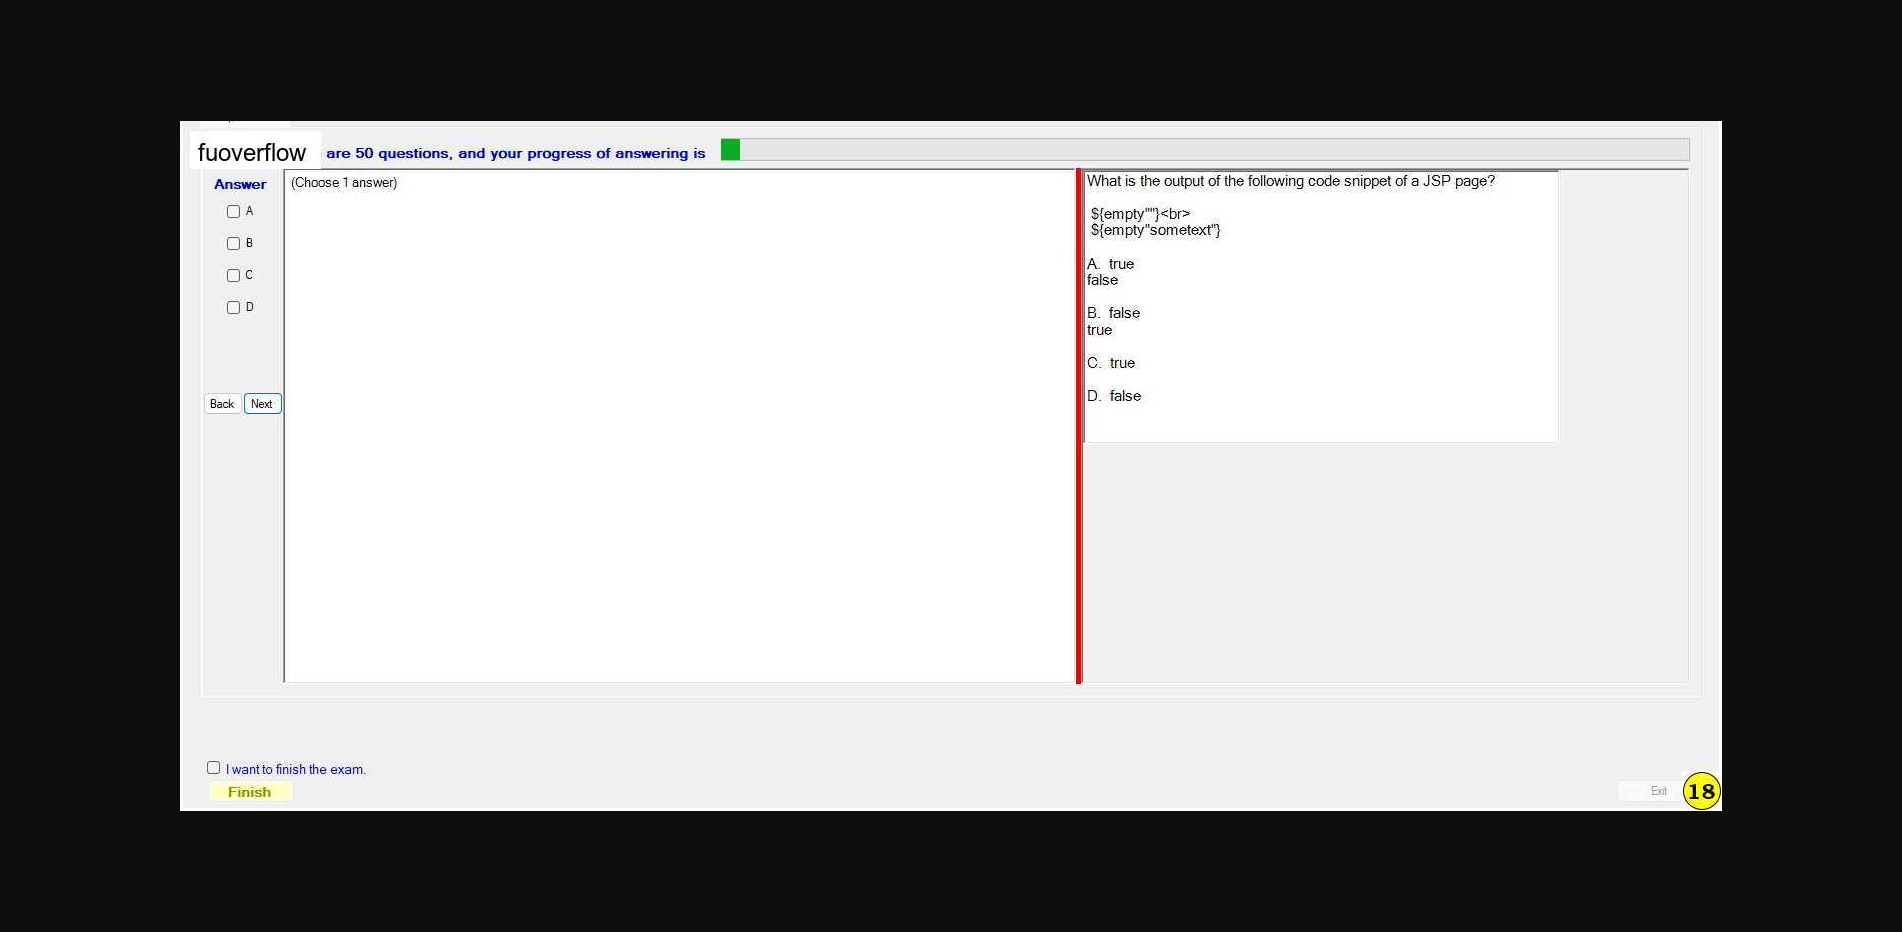 fuoverflow are 50 questions, and your progress of answering is
Answer
A
B
C
D
Back Next
(Choose 1 answer)
What is the output of the following code snippet of a JSP page?
${empty""}<br>
${empty"sometext"}
A. true
false
B. false
true
C. true
D. false
I want to finish the exam.
Finish
Exit
18